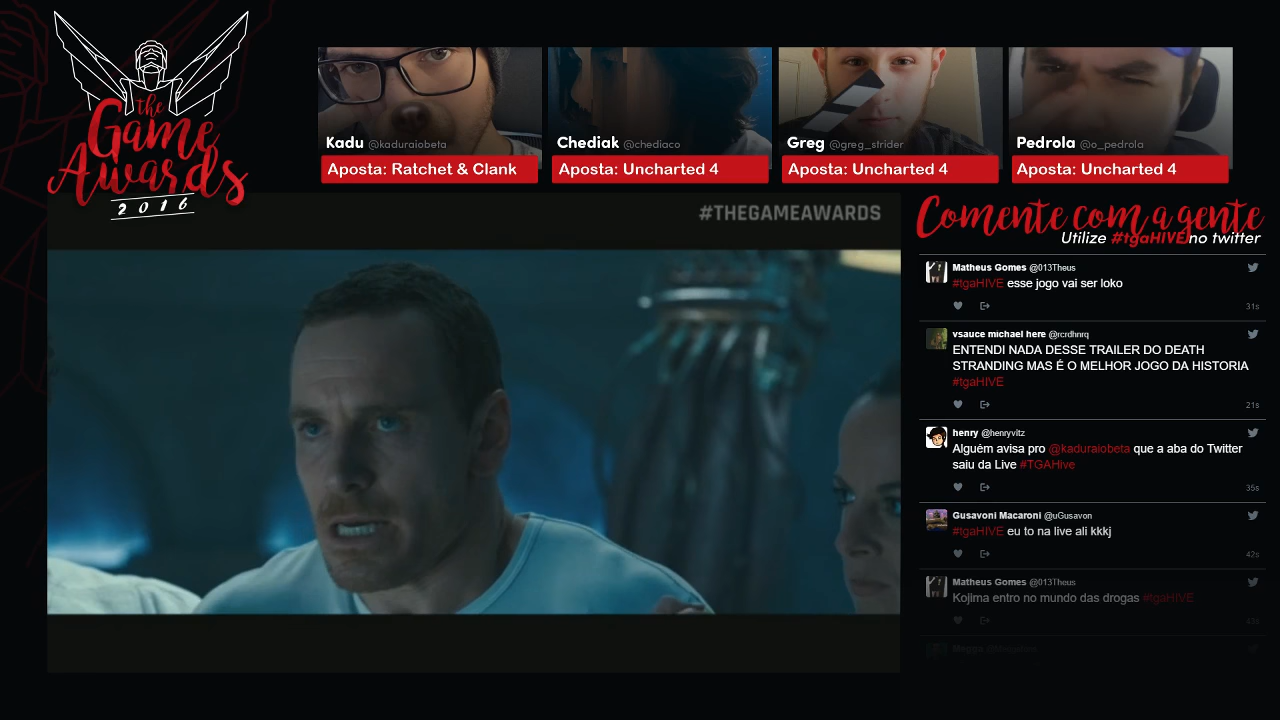 the
Game
Awards
2016
Kadu @kaduraiobeta
Aposta: Ratchet & Clank
Chediak @chediaco
Aposta: Uncharted 4
Greg @greg_strider
Aposta: Uncharted 4
Pedrola @o_pedrola
Aposta: Uncharted 4
#THEGAMEAWARDS
Comente com a gente
Utilize #tgaHIVE no twitter
Matheus Gomes @013Theus
#tgaHIVE esse jogo vai ser loko
31s
vsauce michael here @rcrdhnrq
ENTENDI NADA DESSE TRAILER DO DEATH
STRANDING MAS É O MELHOR JOGO DA HISTORIA
#tgaHIVE
21s
henry @henryvitz
Alguêm avisa pro @kaduraiobeta que a aba do Twitter
saiu da Live #TGAHive
35s
Gusavoni Macaroni @uGusavon
#tgaHIVE eu to na live ali kkkj
42s
Matheus Gomes @013Theus
Kojima entro no mundo das drogas #tgaHIVE
43s